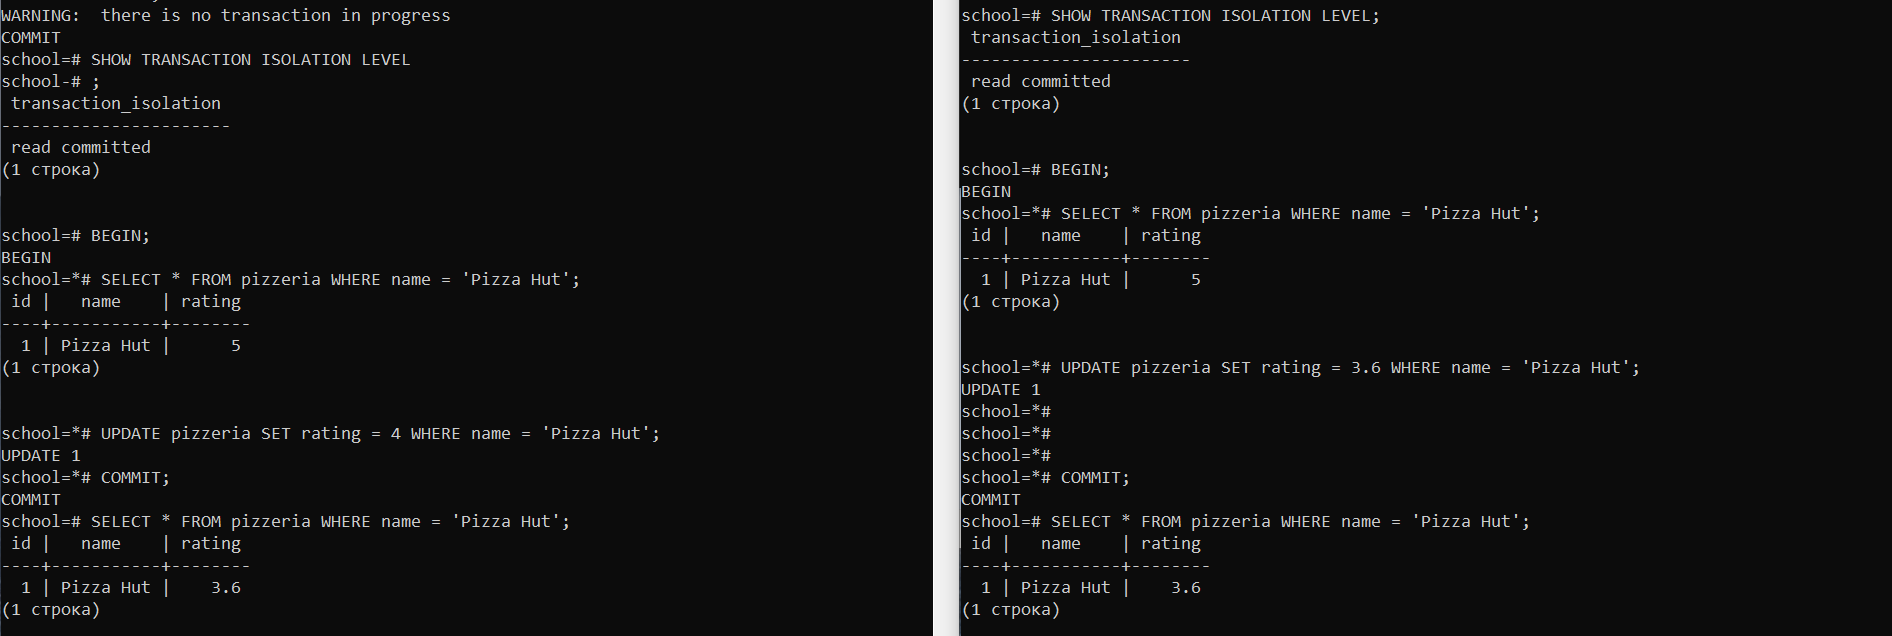 WARNING:  there is no transaction in progress
COMMIT
school=# SHOW TRANSACTION ISOLATION LEVEL
school-# ;
 transaction_isolation
-----------------------
 read committed
(1 строка)
school=# BEGIN;
BEGIN
school=*# SELECT * FROM pizzeria WHERE name = 'Pizza Hut';
 id |   name    | rating
----+-----------+--------
  1 | Pizza Hut |      5
(1 строка)
school=*# UPDATE pizzeria SET rating = 4 WHERE name = 'Pizza Hut';
UPDATE 1
school=*# COMMIT;
COMMIT
school=# SELECT * FROM pizzeria WHERE name = 'Pizza Hut';
 id |   name    | rating
----+-----------+--------
  1 | Pizza Hut |    3.6
(1 строка)
school=# SHOW TRANSACTION ISOLATION LEVEL;
 transaction_isolation
-----------------------
 read committed
(1 строка)
school=# BEGIN;
BEGIN
school=*# SELECT * FROM pizzeria WHERE name = 'Pizza Hut';
 id |   name    | rating
----+-----------+--------
  1 | Pizza Hut |      5
(1 строка)
school=*# UPDATE pizzeria SET rating = 3.6 WHERE name = 'Pizza Hut';
UPDATE 1
school=*#
school=*#
school=*#
school=*# COMMIT;
COMMIT
school=# SELECT * FROM pizzeria WHERE name = 'Pizza Hut';
 id |   name    | rating
----+-----------+--------
  1 | Pizza Hut |    3.6
(1 строка)